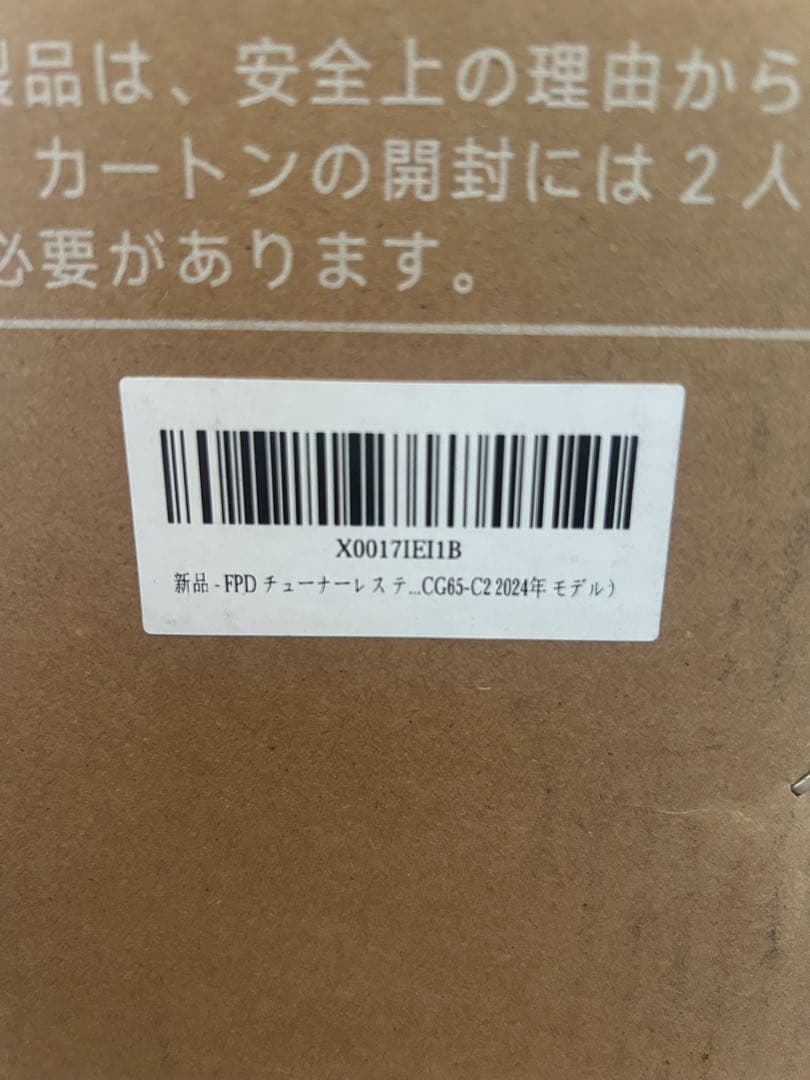 製品は、安全上の理由から
カートンの開封には2人
必要があります。
X0017IEI1B
新品 - FPD チューナーレス テ...CG65-C2 2024年 モデル）